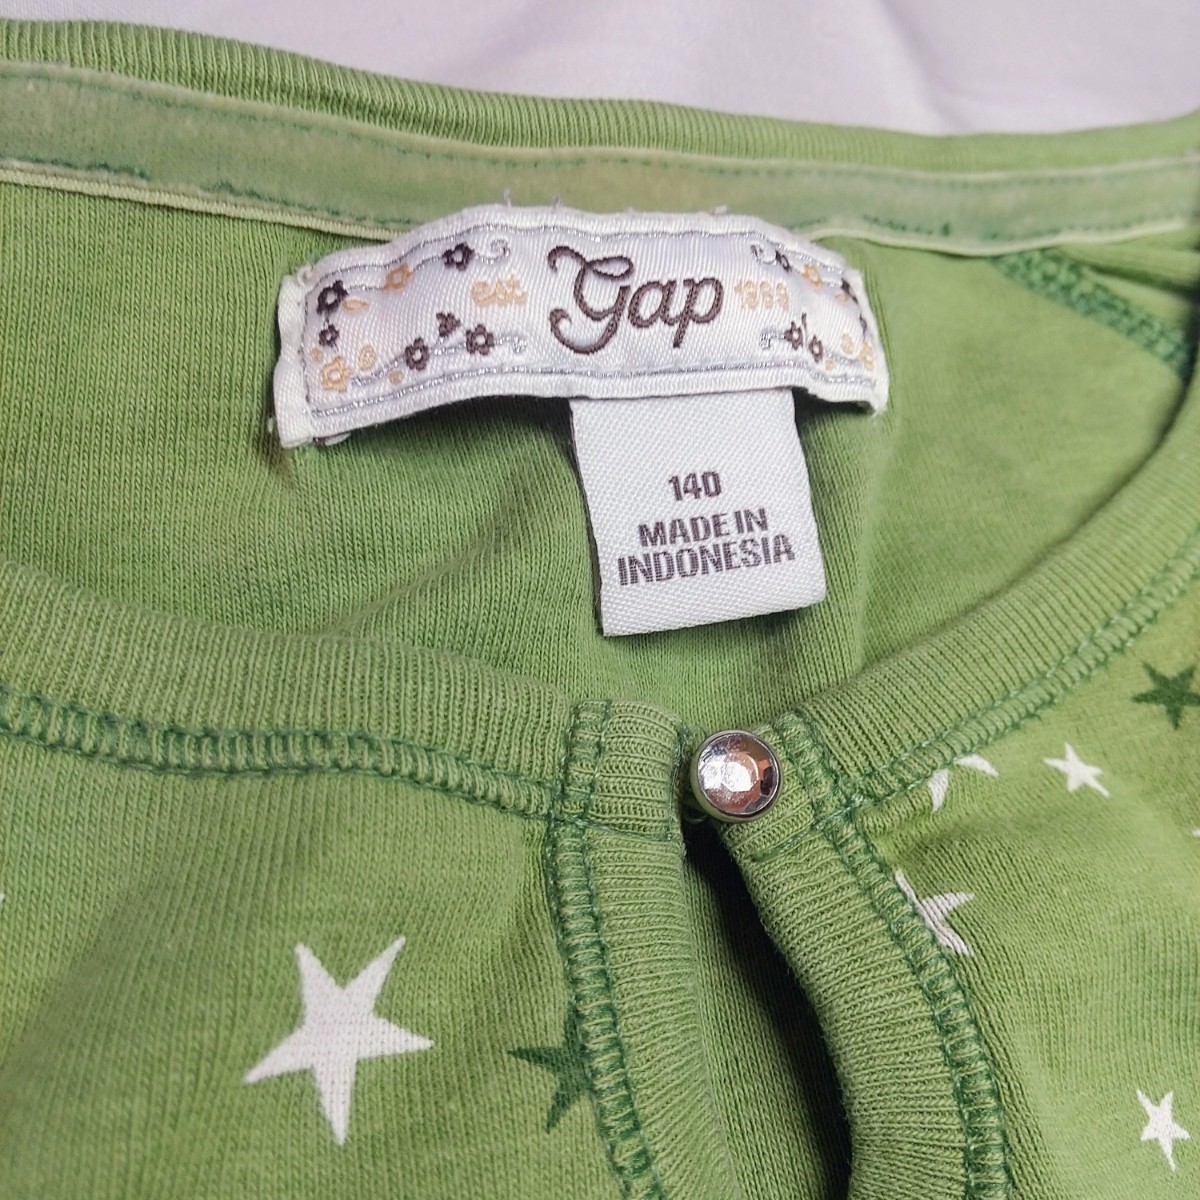 est gap 1969
140
MADE IN
INDONESIA